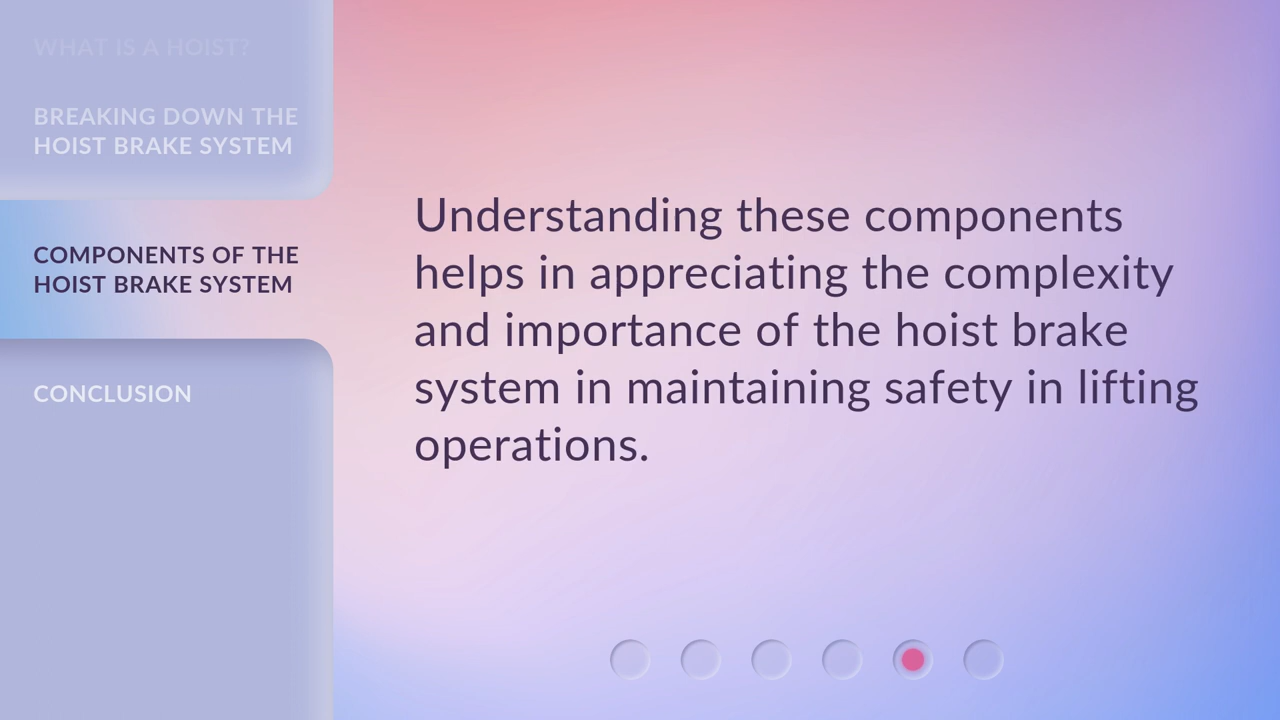 WHAT IS A HOIST?
BREAKING DOWN THE
HOIST BRAKE SYSTEM
COMPONENTS OF THE
HOIST BRAKE SYSTEM
CONCLUSION
Understanding these components
helps in appreciating the complexity
and importance of the hoist brake
system in maintaining safety in lifting
operations.